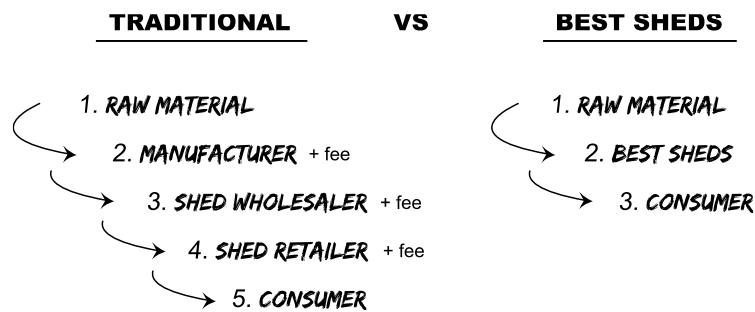 TRADITIONAL VS BEST SHEDS
1. RAW MATERIAL
2. MANUFACTURER + fee
3. SHED WHOLESALER + fee
4. SHED RETAILER + fee
5. CONSUMER
1. RAW MATERIAL
2. BEST SHEDS
3. CONSUMER